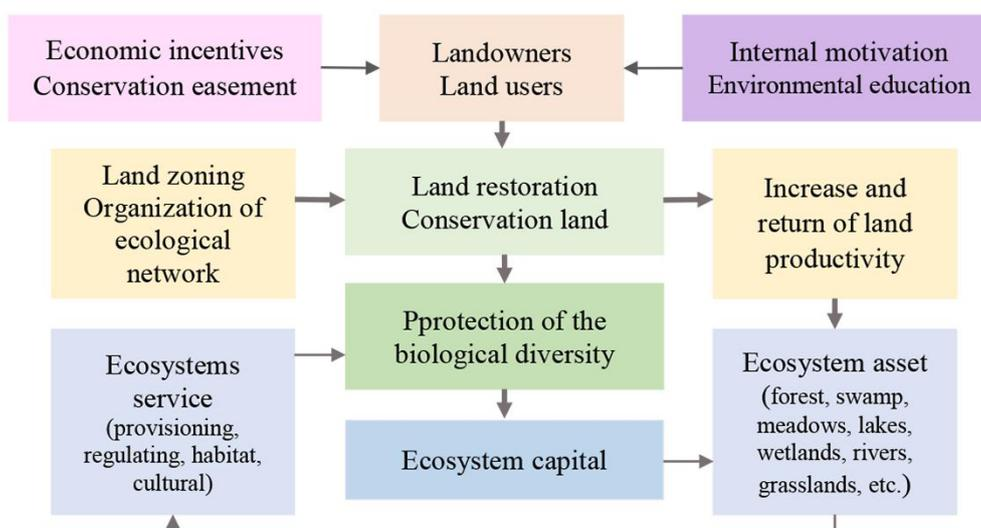 Economic incentives
Conservation easement
Landowners
Land users
Internal motivation
Environmental education
Land zoning
Organization of
ecological
network
Land restoration
Conservation land
Increase and
return of land
productivity
Pprotection of the
biological diversity
Ecosystems
service
(provisioning,
regulating, habitat,
cultural)
Ecosystem capital
Ecosystem asset
(forest, swamp,
meadows, lakes,
wetlands, rivers,
grasslands, etc.)